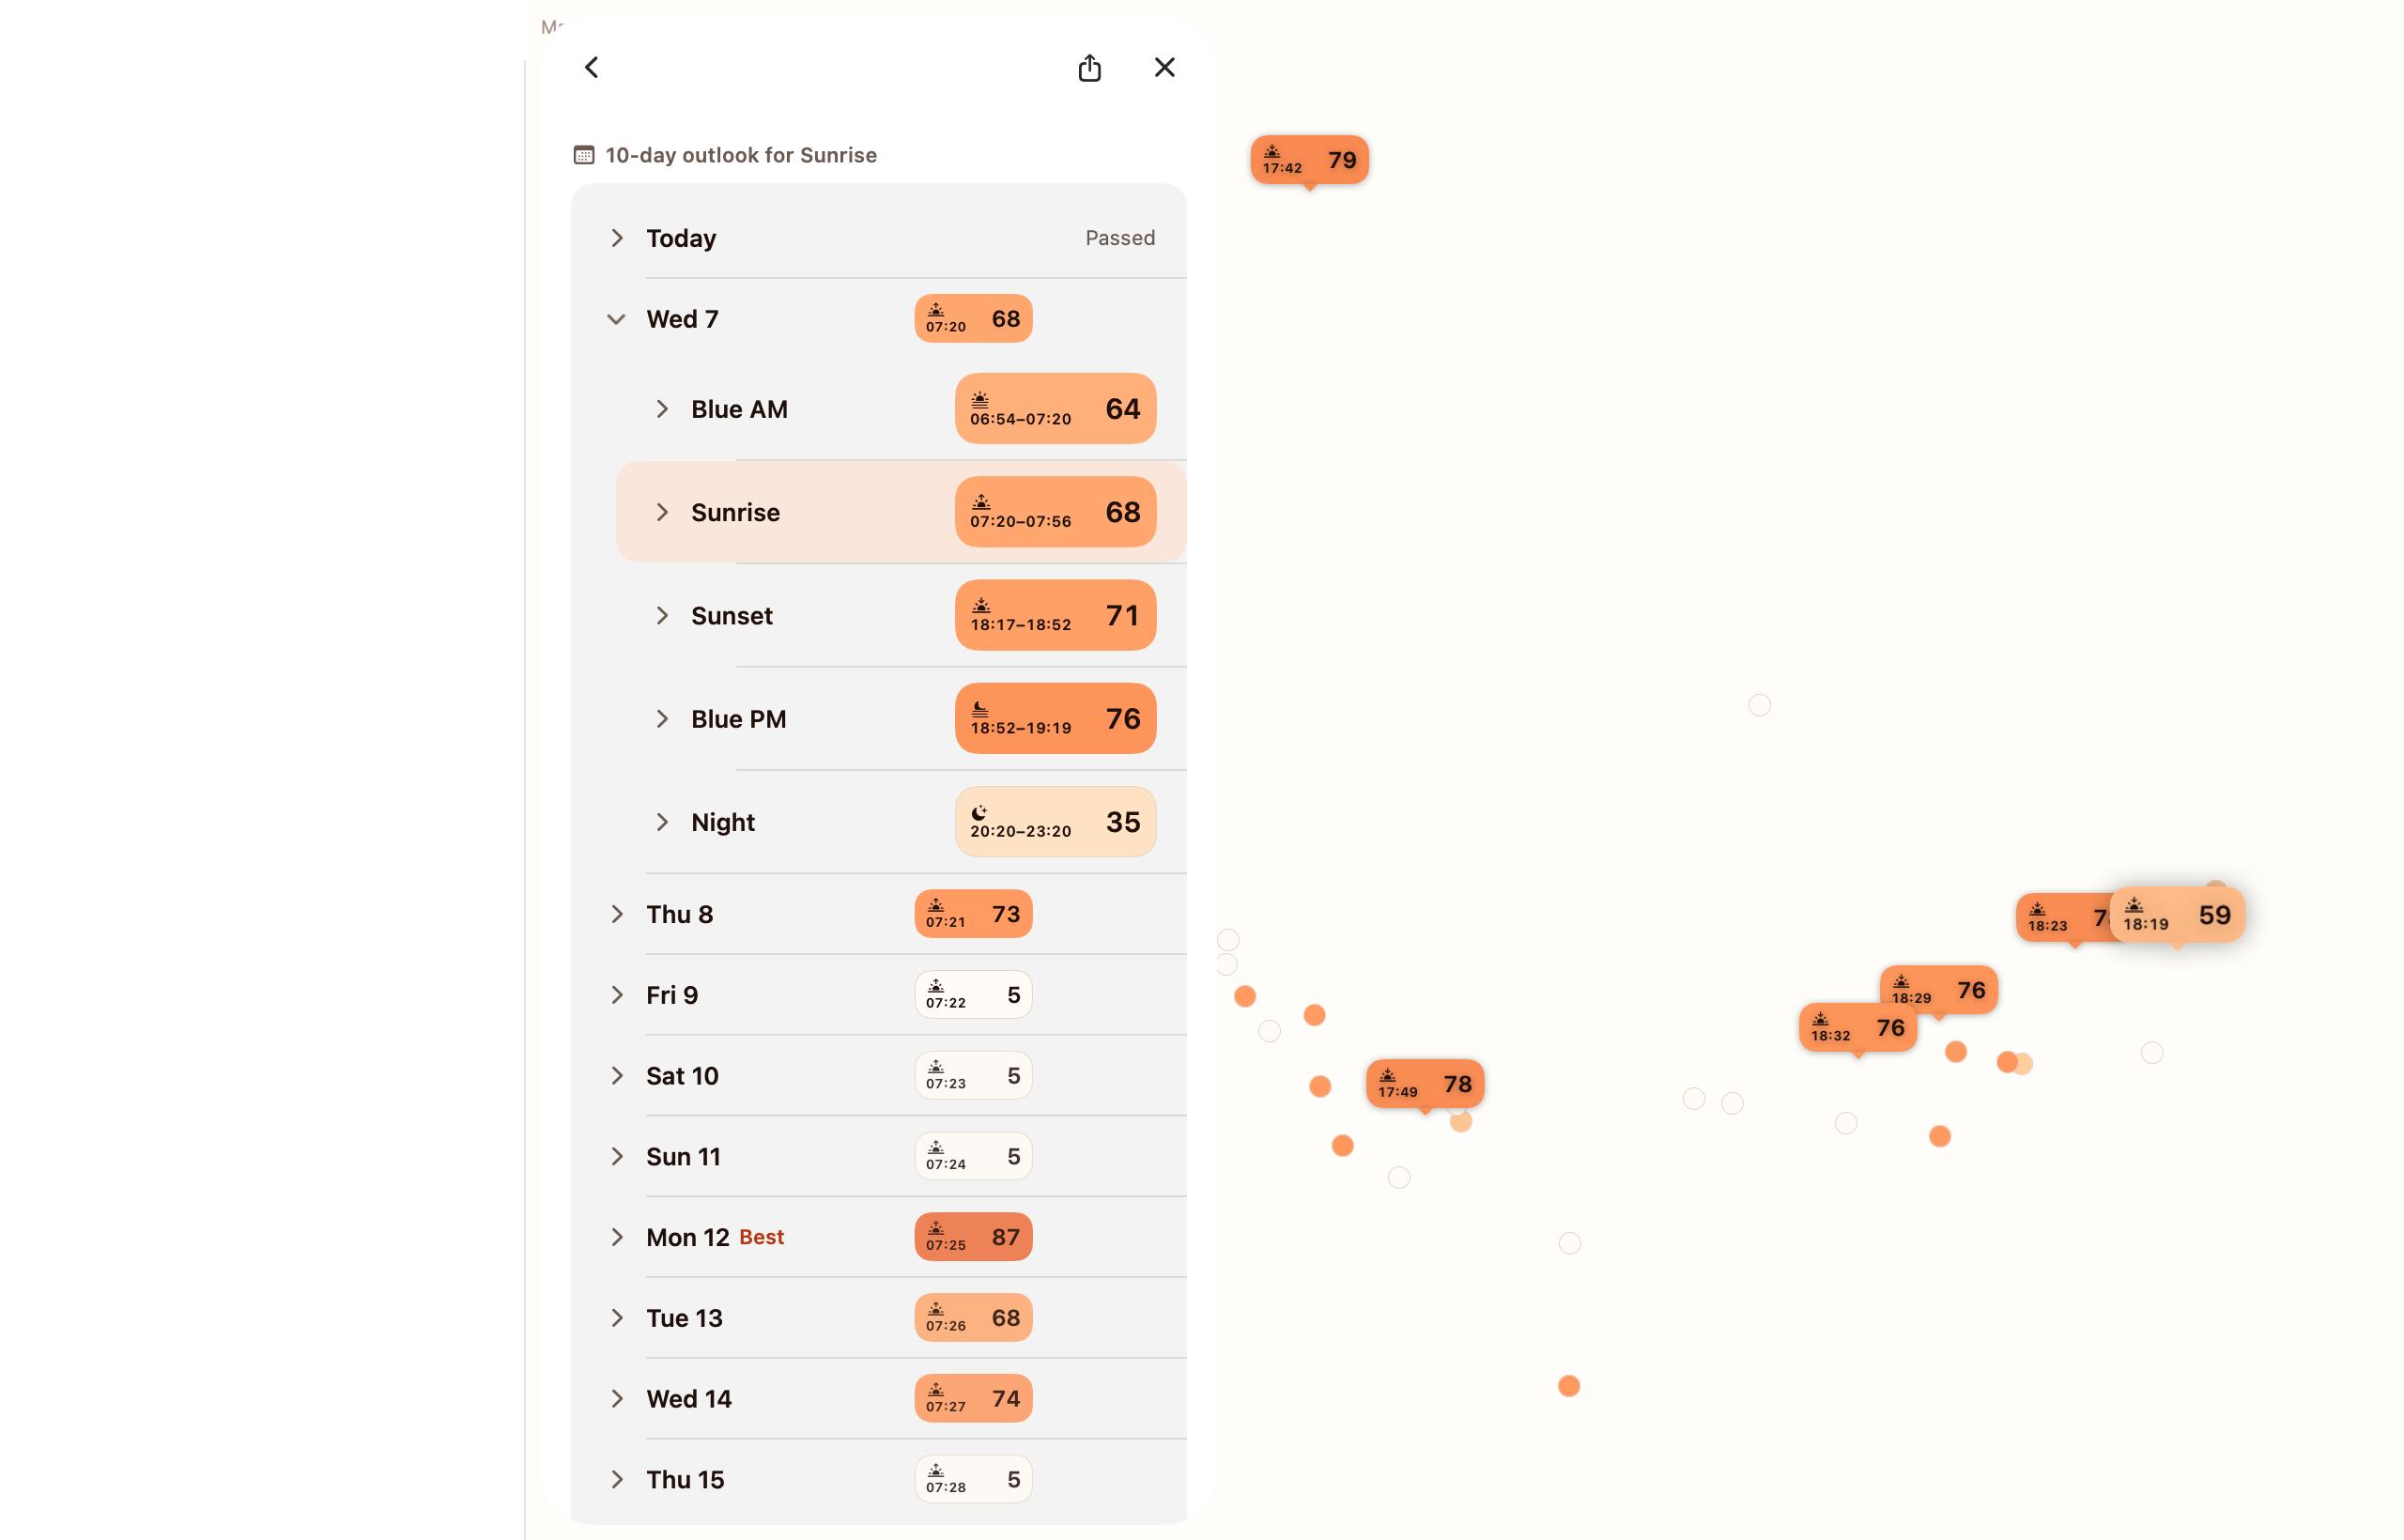 10-day outlook for Sunrise
Today
Passed
Wed 7
07:20
68
Blue AM
06:54–07:20
64
Sunrise
07:20–07:56
68
Sunset
18:17–18:52
71
Blue PM
18:52–19:19
76
Night
20:20–23:20
35
Thu 8
07:21
73
Fri 9
07:22
5
Sat 10
07:23
5
Sun 11
07:24
5
Mon 12 Best
07:25
87
Tue 13
07:26
68
Wed 14
07:27
74
Thu 15
07:28
5
17:42
79
18:23
18:19
59
18:29
76
18:32
76
17:49
78